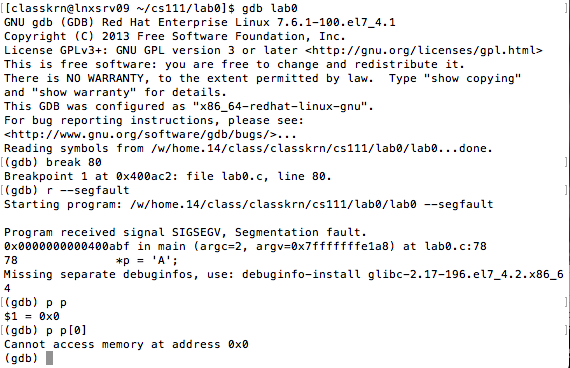 [[classkrn@lnxsrv09 ~/cs111/lab0]$ gdb lab0 ]
GNU gdb (GDB) Red Hat Enterprise Linux 7.6.1-100.el7_4.1
Copyright (C) 2013 Free Software Foundation, Inc.
License GPLv3+: GNU GPL version 3 or later <http://gnu.org/licenses/gpl.html>
This is free software: you are free to change and redistribute it.
There is NO WARRANTY, to the extent permitted by law.  Type "show copying"
and "show warranty" for details.
This GDB was configured as "x86_64-redhat-linux-gnu".
For bug reporting instructions, please see:
<http://www.gnu.org/software/gdb/bugs/>...
Reading symbols from /w/home.14/class/classkrn/cs111/lab0/lab0...done.
[(gdb) break 80 ]
Breakpoint 1 at 0x400ac2: file lab0.c, line 80.
[(gdb) r --segfault ]
Starting program: /w/home.14/class/classkrn/cs111/lab0/lab0 --segfault
Program received signal SIGSEGV, Segmentation fault.
0x0000000000400abf in main (argc=2, argv=0x7fffffffe1a8) at lab0.c:78
78 *p = 'A';
Missing separate debuginfos, use: debuginfo-install glibc-2.17-196.el7_4.2.x86_6
4
[(gdb) p p ]
$1 = 0x0
[(gdb) p p[0] ]
Cannot access memory at address 0x0
(gdb)